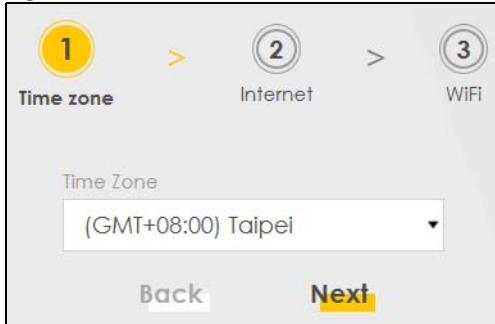 1 > 2 > 3
Time zone Internet WiFi
Time Zone
(GMT+08:00) Taipei
Back Next